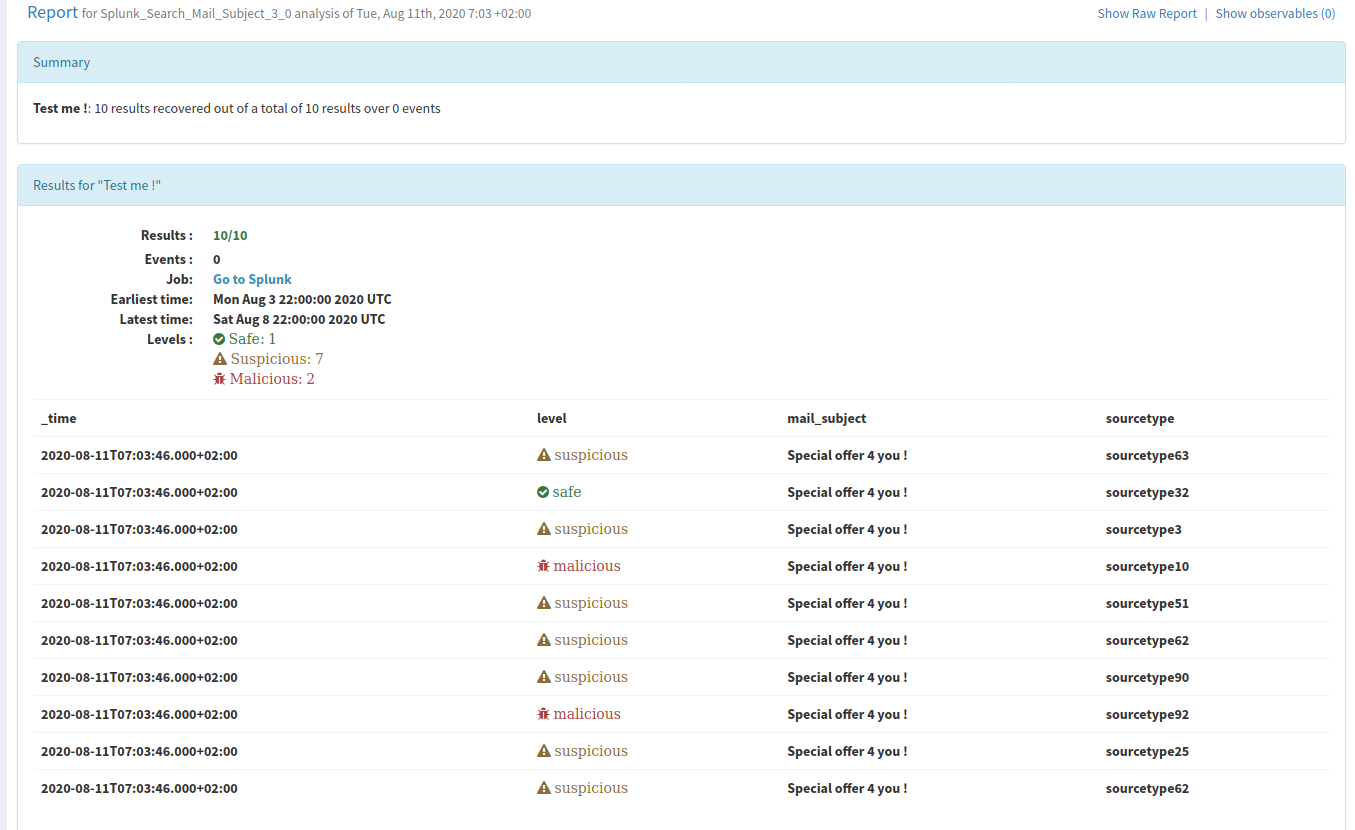 Report for Splunk_Search_Mail_Subject_3_0 analysis of Tue, Aug 11th, 2020 7:03 +02:00 Show Raw Report | Show observables (0)
Summary
Test me !: 10 results recovered out of a total of 10 results over 0 events
Results for "Test me !"
Results : 10/10
Events : 0
Job: Go to Splunk
Earliest time: Mon Aug 3 22:00:00 2020 UTC
Latest time: Sat Aug 8 22:00:00 2020 UTC
Levels : Safe: 1
Suspicious: 7
Malicious: 2
_time level mail_subject sourcetype
2020-08-11T07:03:46.000+02:00 suspicious Special offer 4 you ! sourcetype63
2020-08-11T07:03:46.000+02:00 safe Special offer 4 you ! sourcetype32
2020-08-11T07:03:46.000+02:00 suspicious Special offer 4 you ! sourcetype3
2020-08-11T07:03:46.000+02:00 malicious Special offer 4 you ! sourcetype10
2020-08-11T07:03:46.000+02:00 suspicious Special offer 4 you ! sourcetype51
2020-08-11T07:03:46.000+02:00 suspicious Special offer 4 you ! sourcetype62
2020-08-11T07:03:46.000+02:00 suspicious Special offer 4 you ! sourcetype90
2020-08-11T07:03:46.000+02:00 malicious Special offer 4 you ! sourcetype92
2020-08-11T07:03:46.000+02:00 suspicious Special offer 4 you ! sourcetype25
2020-08-11T07:03:46.000+02:00 suspicious Special offer 4 you ! sourcetype62